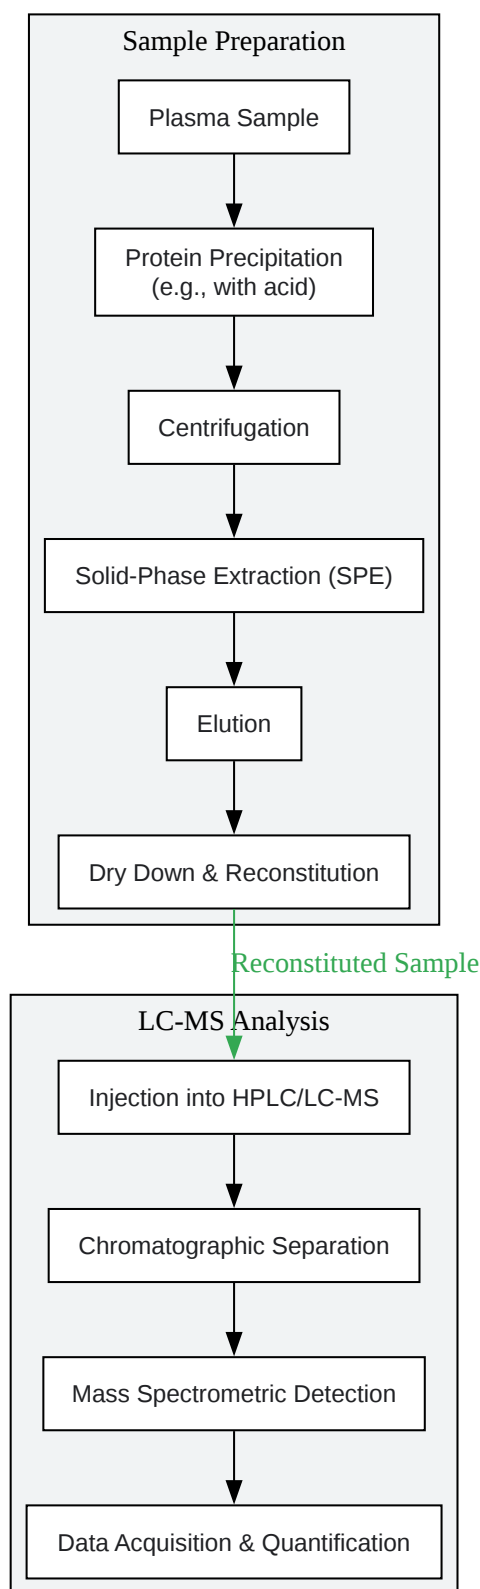 Sample Preparation
Plasma Sample
Protein Precipitation
(e.g., with acid)
Centrifugation
Solid-Phase Extraction (SPE)
Elution
Dry Down & Reconstitution
Reconstituted Sample
LC-MS Analysis
Injection into HPLC/LC-MS
Chromatographic Separation
Mass Spectrometric Detection
Data Acquisition & Quantification